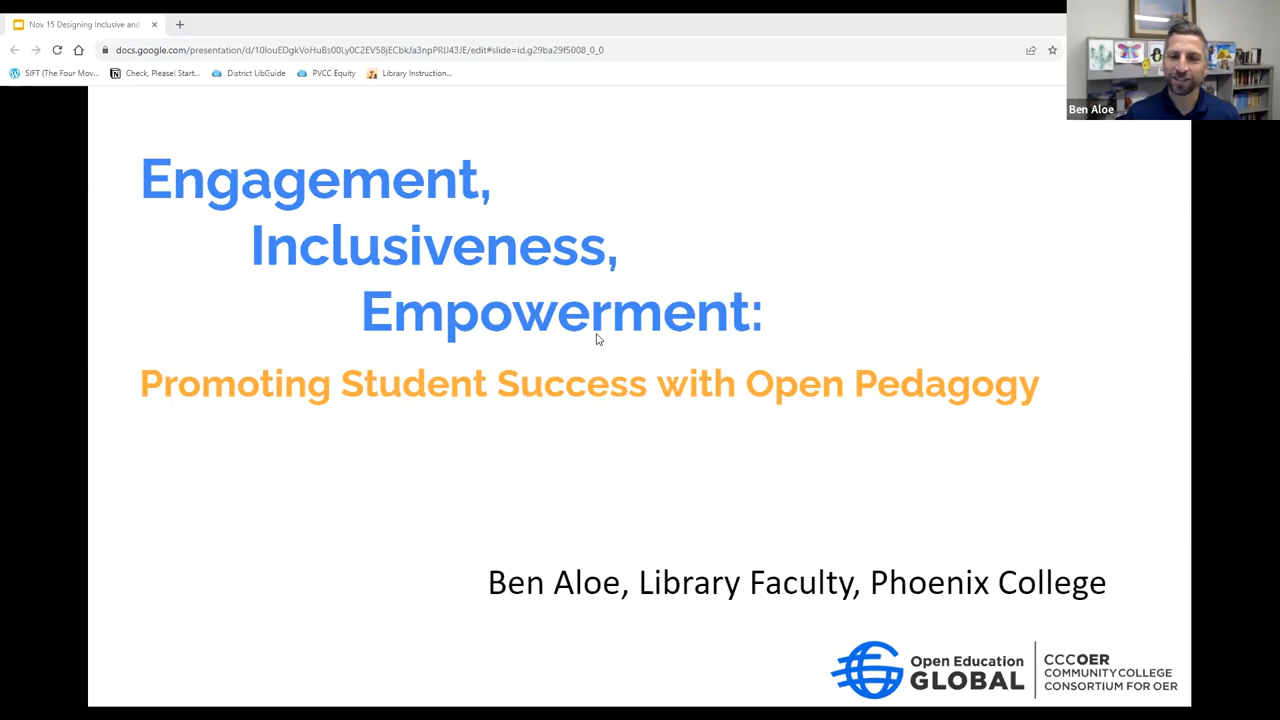 Nov 15 Designing Inclusive and
docs.google.com/presentation/d/10louEDgkVoHuBs00Ly0C2EV58jECbkJa3npPRIJ43JE/edit#slide=id.g29ba29f5008_0_0
SIFT (The Four Mov...
Check, Please! Start...
District LibGuide
PVCC Equity
Library Instruction...
Ben Aloe
Engagement,
Inclusiveness,
Empowerment:
Promoting Student Success with Open Pedagogy
Ben Aloe, Library Faculty, Phoenix College
Open Education
GLOBAL
CCCOER
COMMUNITY COLLEGE
CONSORTIUM FOR OER